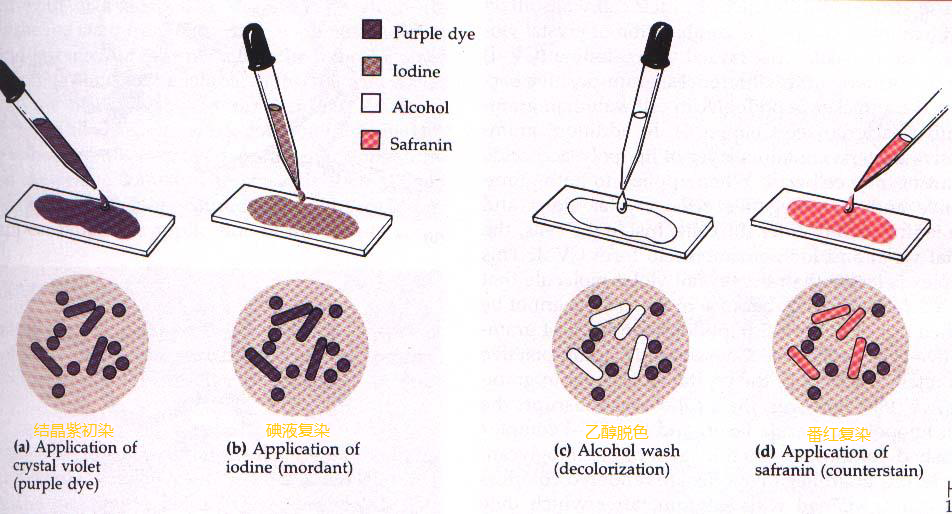 Purple dye
Iodine
Alcohol
Safranin
结晶紫初染
(a) Application of
crystal violet
(purple dye)
碘液复染
(b) Application of
iodine (mordant)
乙醇脱色
(c) Alcohol wash
(decolorization)
番红复染
(d) Application of
safranin (counterstain)